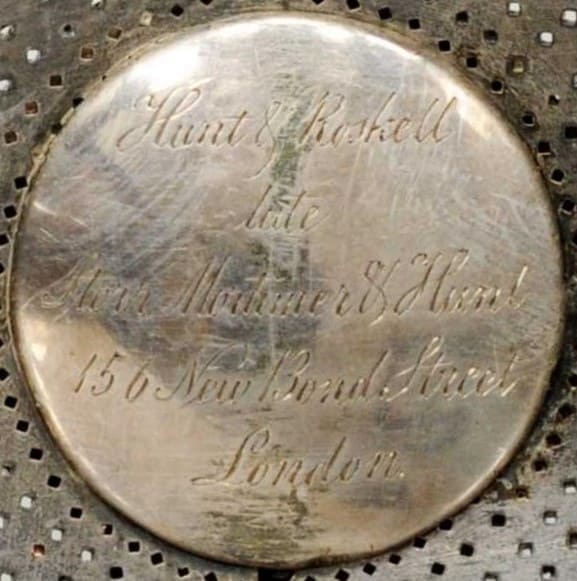 Hunt & Roskell
late
Storr Mortimer & Hunt
156 New Bond Street
London.